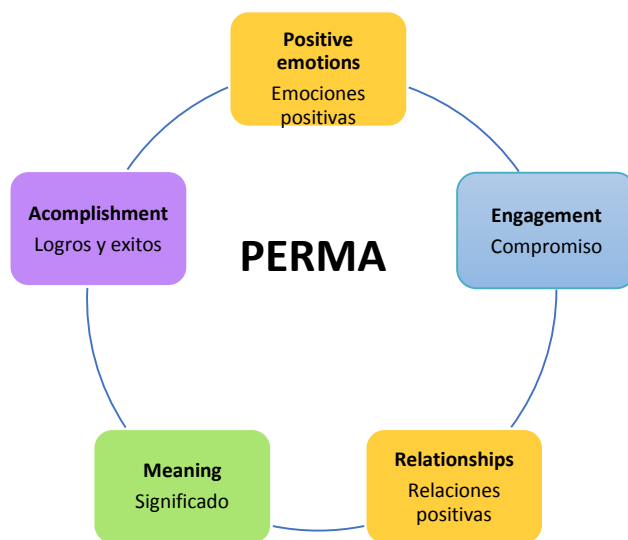 Positive
emotions
Emociones
positivas
Engagement
Compromiso
Relationships
Relaciones
positivas
Meaning
Significado
Acomplishment
Logros y exitos
PERMA